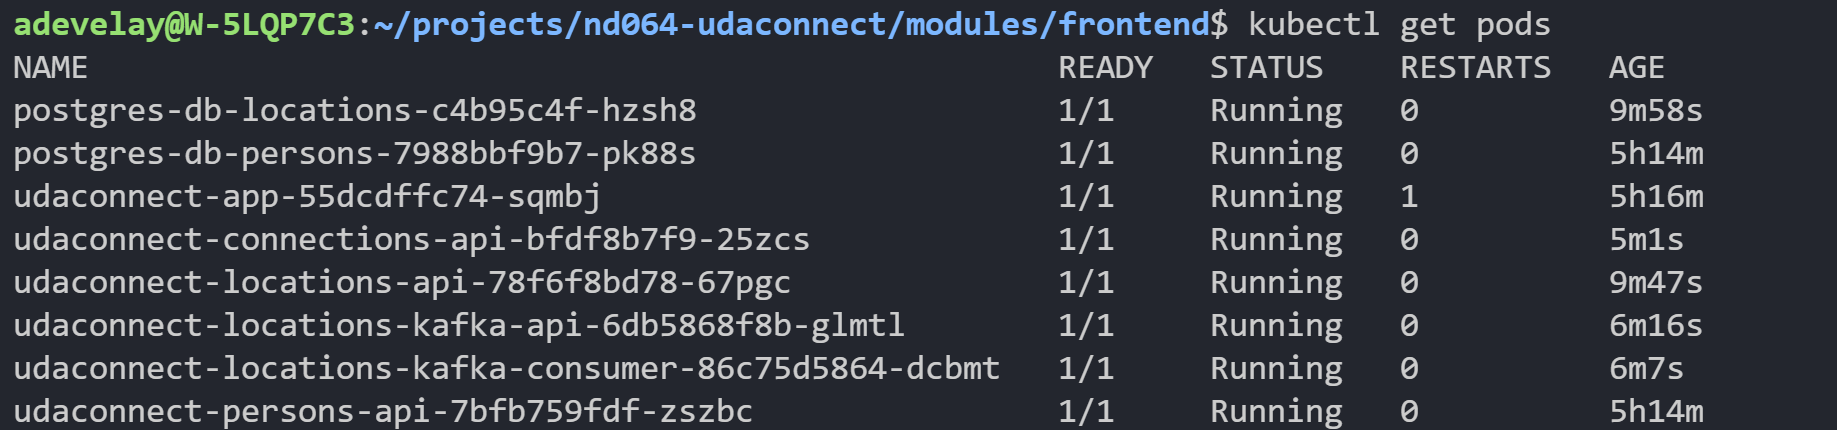 adevelay@W-5LQP7C3:~/projects/nd064-udaconnect/modules/frontend$ kubectl get pods
NAME READY STATUS RESTARTS AGE
postgres-db-locations-c4b95c4f-hzsh8 1/1 Running 0 9m58s
postgres-db-persons-7988bbf9b7-pk88s 1/1 Running 0 5h14m
udaconnect-app-55dcdffc74-sqmbj 1/1 Running 1 5h16m
udaconnect-connections-api-bfdf8b7f9-25zcs 1/1 Running 0 5m1s
udaconnect-locations-api-78f6f8bd78-67pgc 1/1 Running 0 9m47s
udaconnect-locations-kafka-api-6db5868f8b-glmtl 1/1 Running 0 6m16s
udaconnect-locations-kafka-consumer-86c75d5864-dcbmt 1/1 Running 0 6m7s
udaconnect-persons-api-7bfb759fdf-zszbc 1/1 Running 0 5h14m